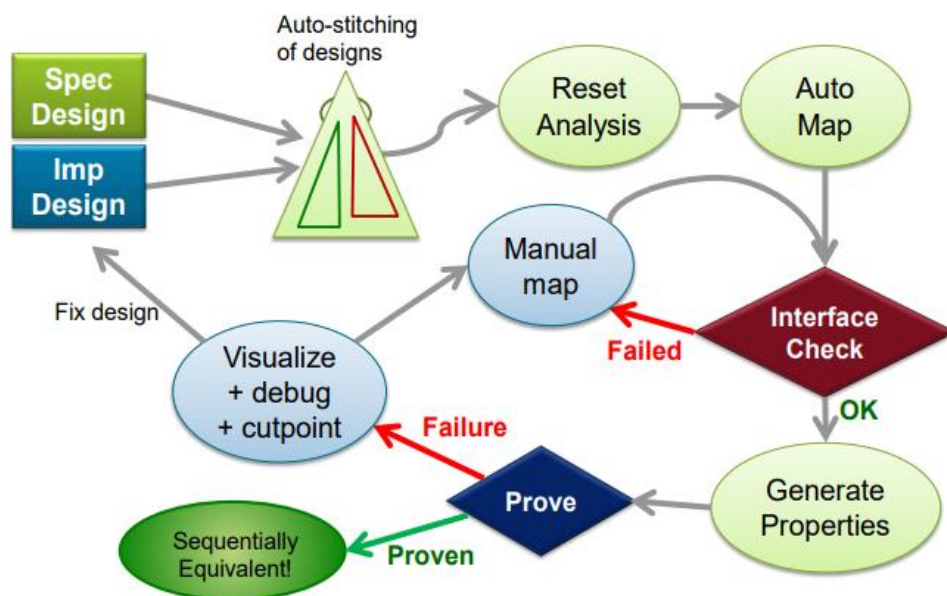 Auto-stitching
of designs
Spec
Design
Imp
Design
Reset
Analysis
Auto
Map
Manual
map
Interface
Check
Failed
OK
Fix design
Visualize
+ debug
+ cutpoint
Failure
Prove
Generate
Properties
Proven
Sequentially
Equivalent!